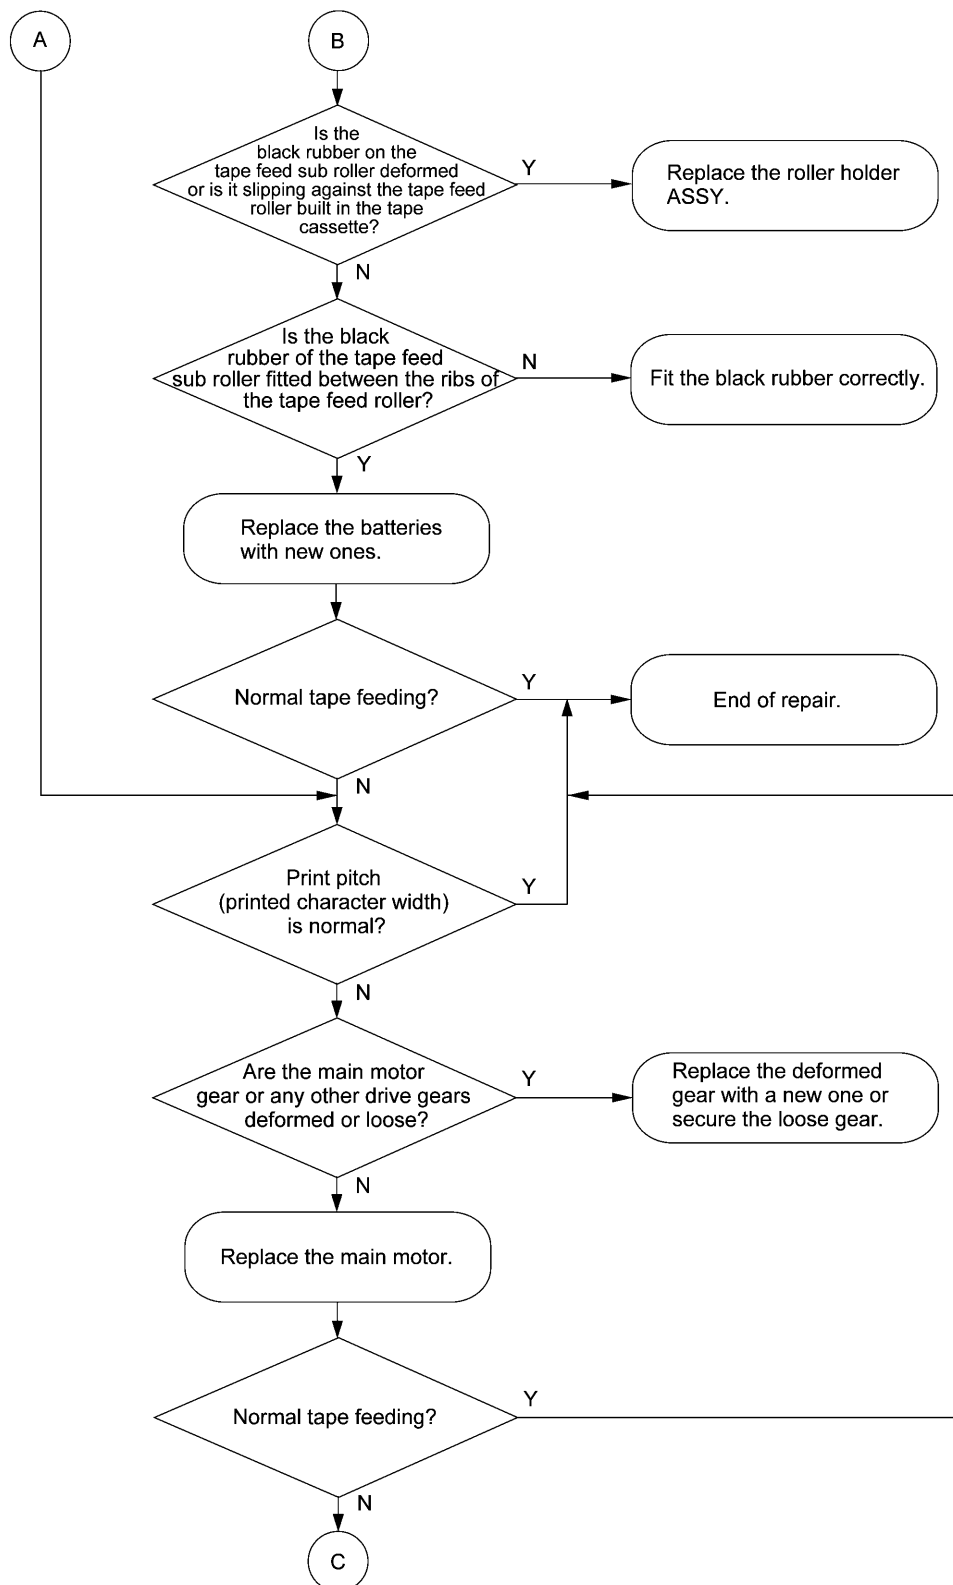 A
B
Is the
black rubber on the
tape feed sub roller deformed
or is it slipping against the tape feed
roller built in the tape
cassette?
Y
Replace the roller holder
ASSY.
N
Is the black
rubber of the tape feed
sub roller fitted between the ribs of
the tape feed roller?
N
Fit the black rubber correctly.
Y
Replace the batteries
with new ones.
Normal tape feeding?
Y
End of repair.
N
Print pitch
(printed character width)
is normal?
Y
N
Are the main motor
gear or any other drive gears
deformed or loose?
Y
Replace the deformed
gear with a new one or
secure the loose gear.
N
Replace the main motor.
Normal tape feeding?
Y
N
C